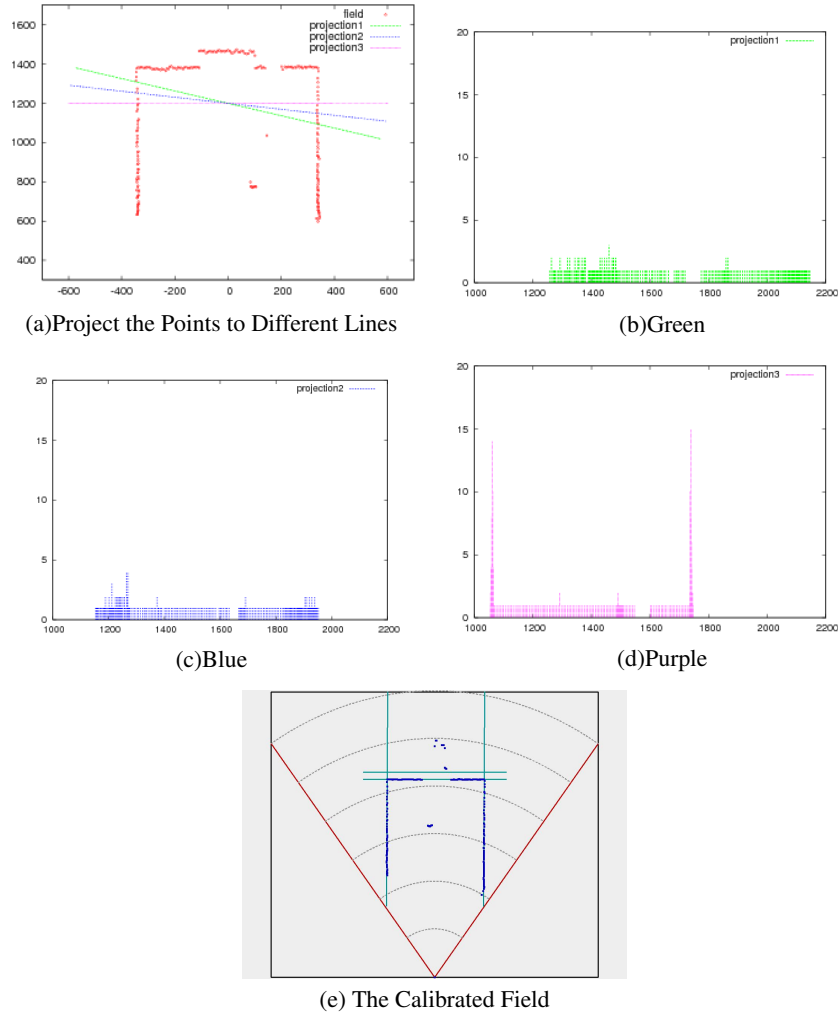 1600
1400
1200
1000
800
600
400
-600 -400 -200 0 200 400 600
field
projection1
projection2
projection3
(a)Project the Points to Different Lines
20
15
10
5
0
1000 1200 1400 1600 1800 2000 2200
projection1
(b)Green
20
15
10
5
0
1000 1200 1400 1600 1800 2000 2200
projection2
(c)Blue
20
15
10
5
0
1000 1200 1400 1600 1800 2000 2200
projection3
(d)Purple
(e) The Calibrated Field